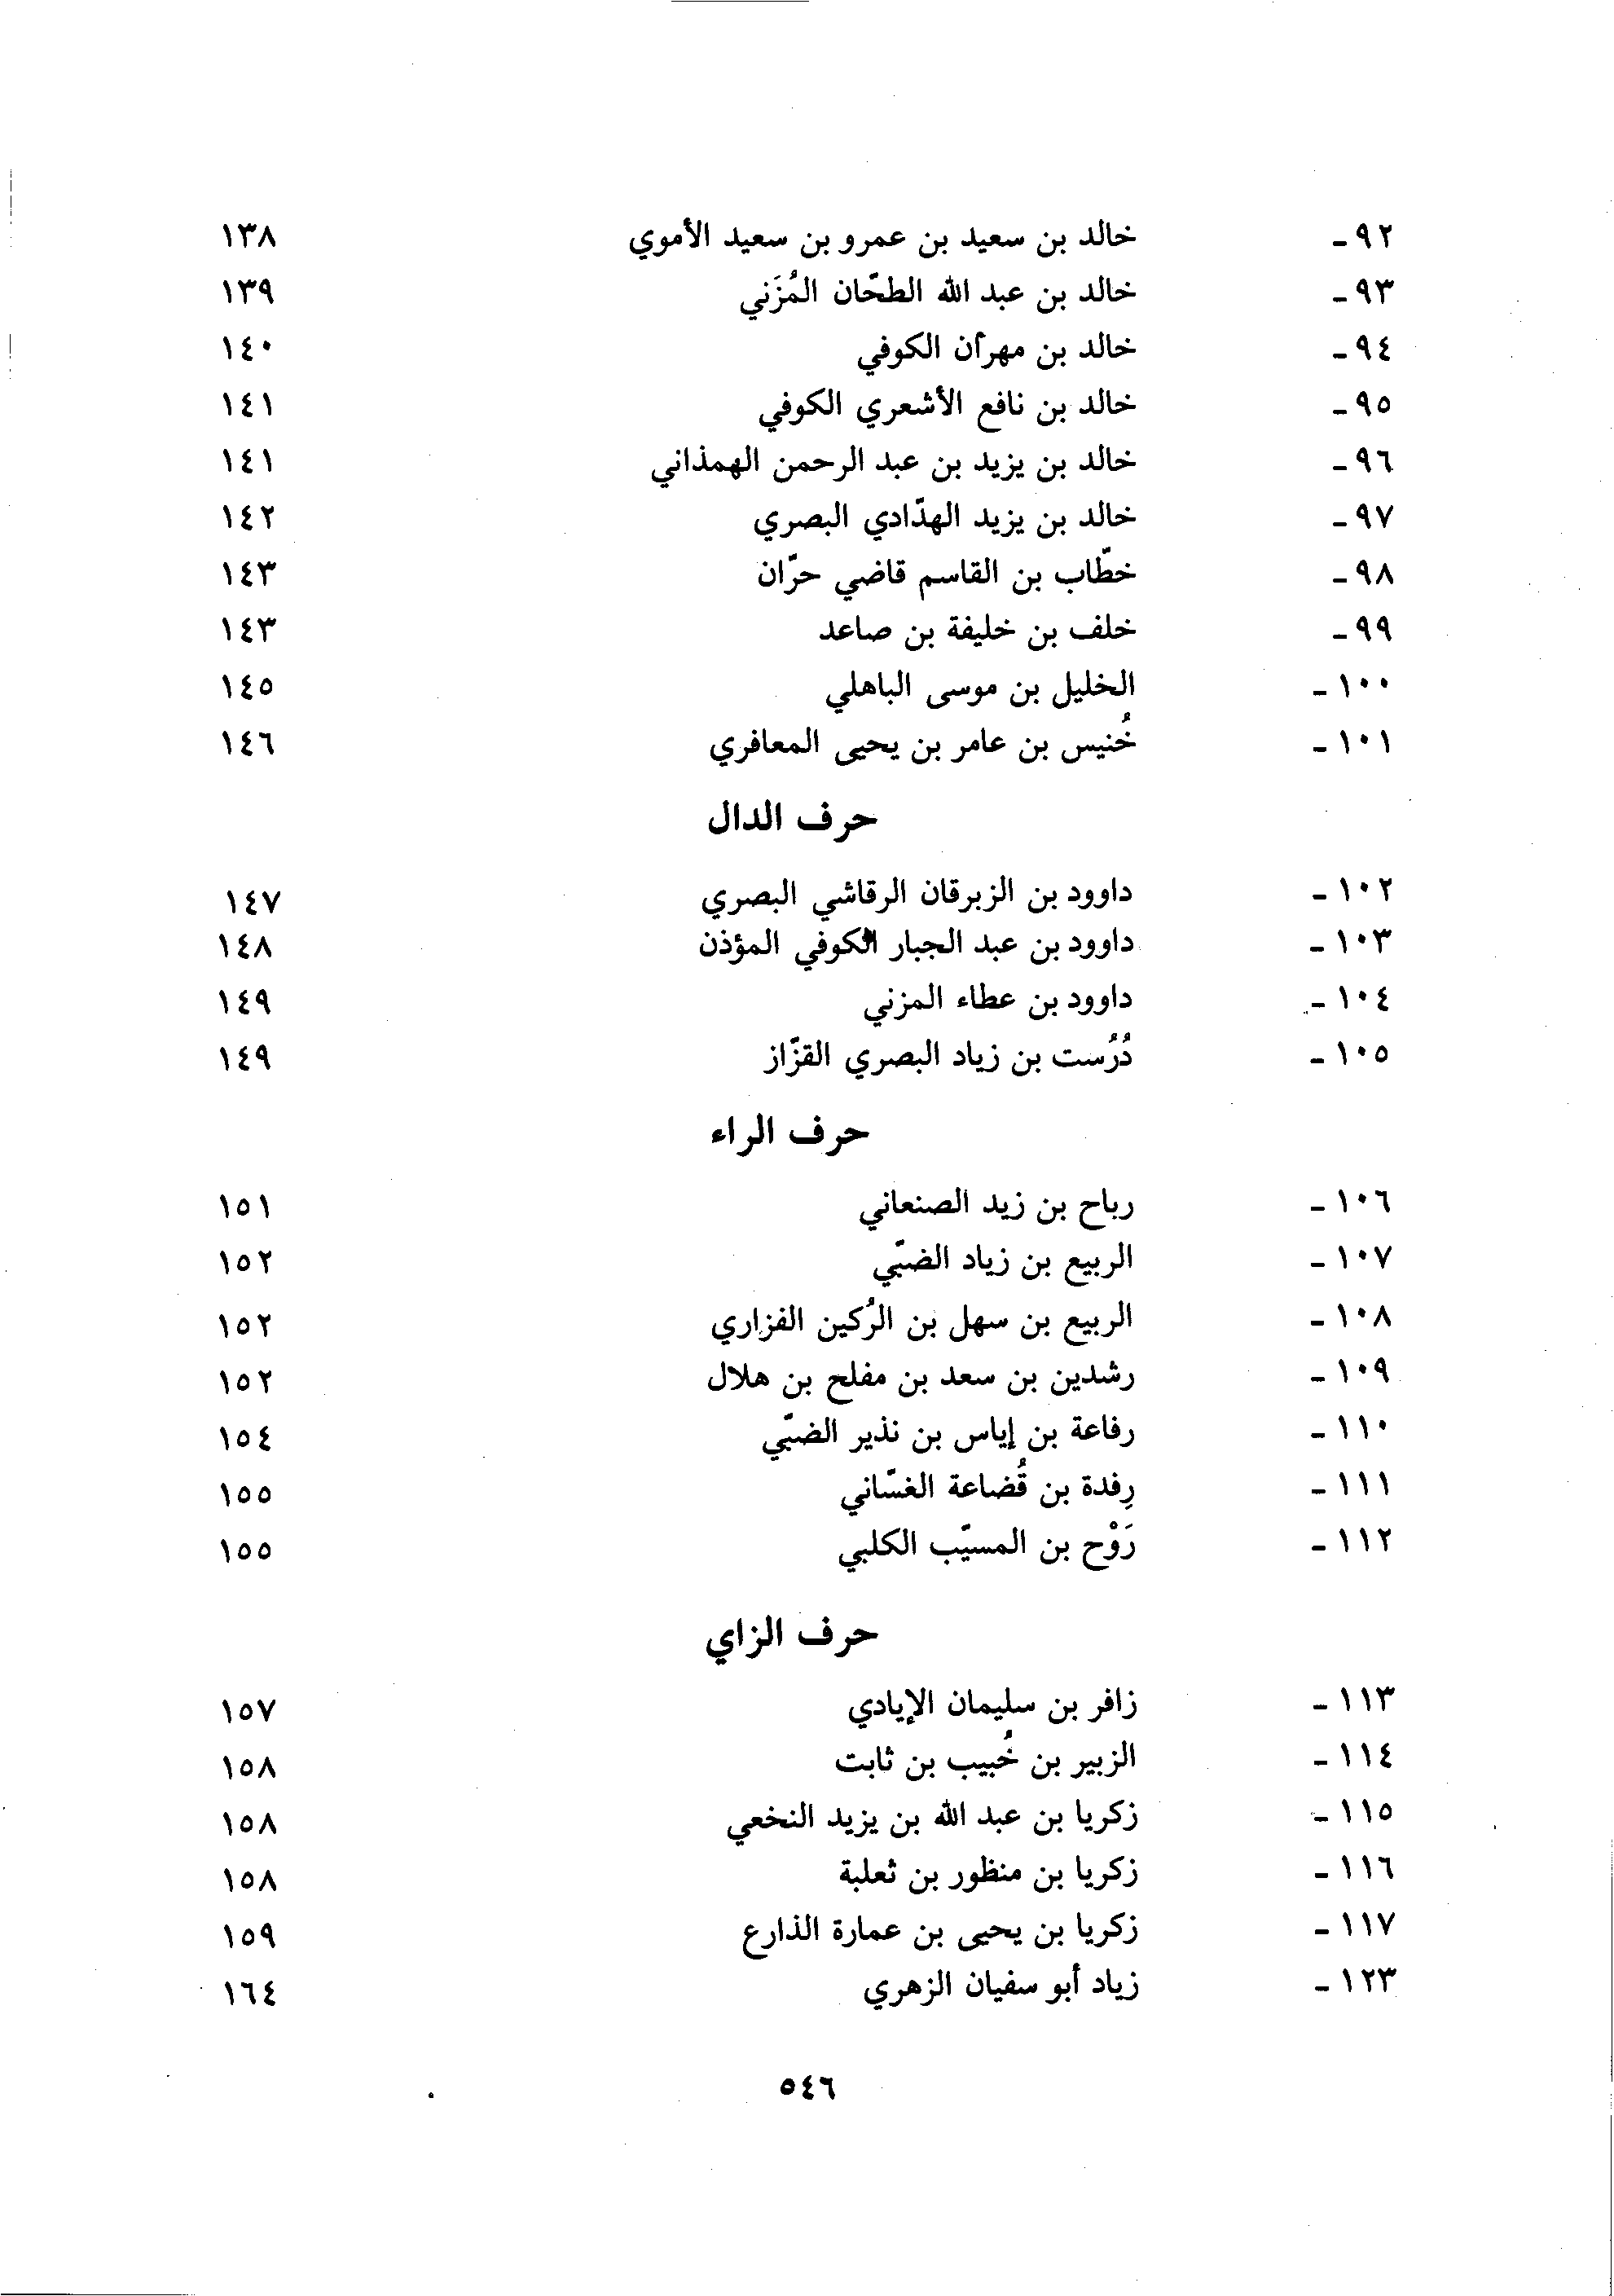 ٩٢ - خالد بن سعيد بن عمرو بن سعيد الأموي ١٣٨
٩٣ - خالد بن عبد الله الطحّان المُزَني ١٣٩
٩٤ - خالد بن مهرآن الكوفي ١٤٠
٩٥ - خالد بن نافع الأشعري الكوفي ١٤١
٩٦ - خالد بن يزيد بن عبد الرحمن الهمذاني ١٤١
٩٧ - خالد بن يزيد الهدّادي البصري ١٤٢
٩٨ - خطّاب بن القاسم قاضي حرّان ١٤٣
٩٩ - خلف بن خليفة بن صاعد ١٤٣
١٠٠ - الخليل بن موسى الباهلي ١٤٥
١٠١ - خُنيس بن عامر بن يحيى المعافري ١٤٦
حرف الدال
١٠٢ - داوود بن الزبرقان الرقاشي البصري ١٤٧
١٠٣ - داوود بن عبد الجبار الكوفي المؤذن ١٤٨
١٠٤ - داوود بن عطاء المزني ١٤٩
١٠٥ - دُرُست بن زياد البصري القزّاز ١٤٩
حرف الراء
١٠٦ - رباح بن زيد الصنعاني ١٥١
١٠٧ - الربيع بن زياد الضبّي ١٥٢
١٠٨ - الربيع بن سهل بن الرُكين الفزاري ١٥٢
١٠٩ - رشدين بن سعد بن مفلح بن هلال ١٥٢
١١٠ - رفاعة بن إياس بن نذير الضبّي ١٥٤
١١١ - رِفدة بن قُضاعة الغسّاني ١٥٥
١١٢ - رَوْح بن المسيّب الكلبي ١٥٥
حرف الزاي
١١٣ - زافر بن سليمان الإيادي ١٥٧
١١٤ - الزبير بن خُبيب بن ثابت ١٥٨
١١٥ - زكريا بن عبد الله بن يزيد النخعي ١٥٨
١١٦ - زكريا بن منظور بن ثعلبة ١٥٨
١١٧ - زكريا بن يحيى بن عمارة الذارع ١٥٩
١٢٣ - زياد أبو سفيان الزهري ١٦٤
٥٤٦